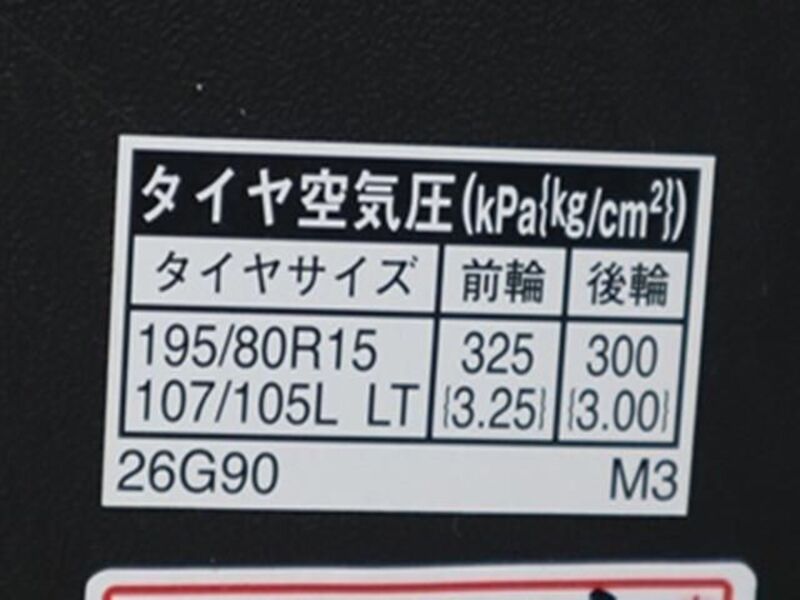 タイヤ空気圧(kPa{kg/cm²})
タイヤサイズ 前輪 後輪
195/80R15 325 300
107/105L LT {3.25} {3.00}
26G90 M3